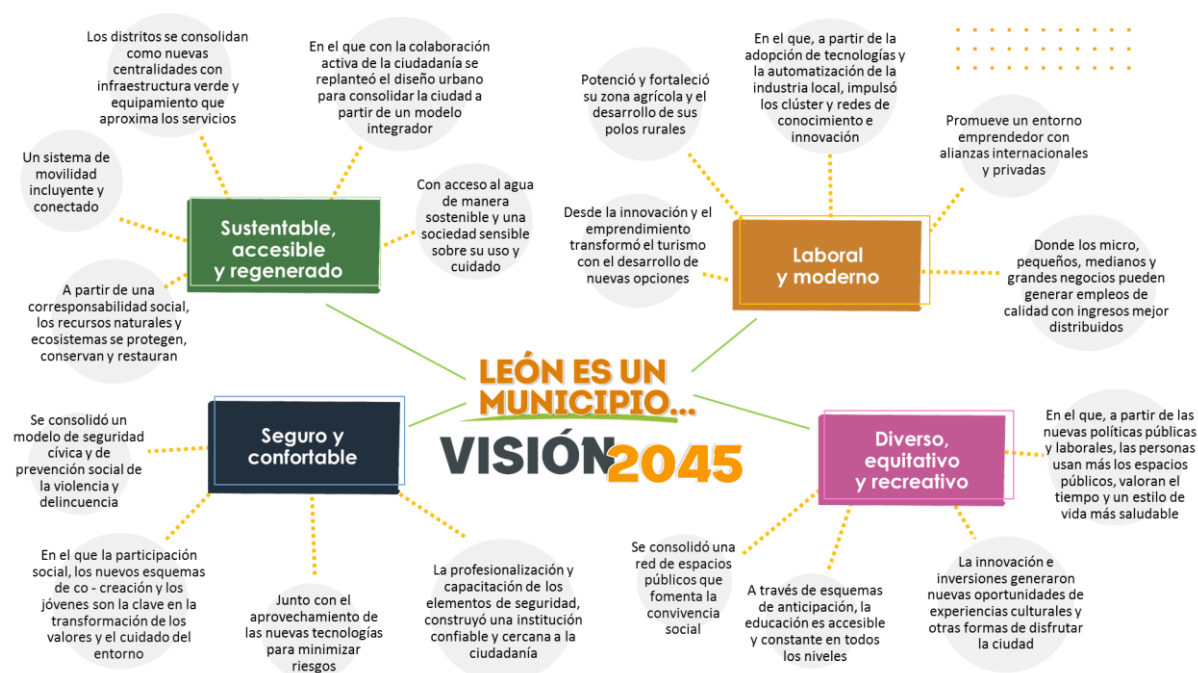 Los distritos se consolidan
como nuevas
centralidades con
infraestructura verde y
equipamiento que
aproxima los servicios
En el que con la colaboración
activa de la ciudadanía se
replanteó el diseño urbano
para consolidar la ciudad a
partir de un modelo
integrador
Un sistema de
movilidad
incluyente y
conectado
Con acceso al agua
de manera
sostenible y una
sociedad sensible
sobre su uso y
cuidado
A partir de una
corresponsabilidad social,
los recursos naturales y
ecosistemas se protegen,
conservan y restauran
Sustentable,
accesible
y regenerado
Potenció y fortaleció
su zona agrícola y el
desarrollo de sus
polos rurales
En el que, a partir de la
adopción de tecnologías y
la automatización de la
industria local, impulsó
los clúster y redes de
conocimiento e
innovación
Promueve un entorno
emprendedor con
alianzas internacionales
y privadas
Desde la innovación y el
emprendimiento
transformó el turismo
con el desarrollo de
nuevas opciones
Laboral
y moderno
Donde los micro,
pequeños, medianos y
grandes negocios pueden
generar empleos de
calidad con ingresos mejor
distribuidos
LEÓN ES UN
MUNICIPIO...
VISIÓN 2045
Se consolidó un
modelo de seguridad
cívica y de
prevención social de
la violencia y
delincuencia
Seguro y
confortable
En el que la participación
social, los nuevos esquemas
de co - creación y los
jóvenes son la clave en la
transformación de los
valores y el cuidado del
entorno
Junto con el
aprovechamiento de
las nuevas tecnologías
para minimizar
riesgos
La profesionalización y
capacitación de los
elementos de seguridad,
construyó una institución
confiable y cercana a la
ciudadanía
Diverso,
equitativo
y recreativo
En el que, a partir de las
nuevas políticas públicas
y laborales, las personas
usan más los espacios
públicos, valoran el
tiempo y un estilo de
vida más saludable
Se consolidó una
red de espacios
públicos que
fomenta la
convivencia
social
A través de esquemas
de anticipación, la
educación es accesible
y constante en todos
los niveles
La innovación e
inversiones generaron
nuevas oportunidades de
experiencias culturales y
otras formas de disfrutar
la ciudad